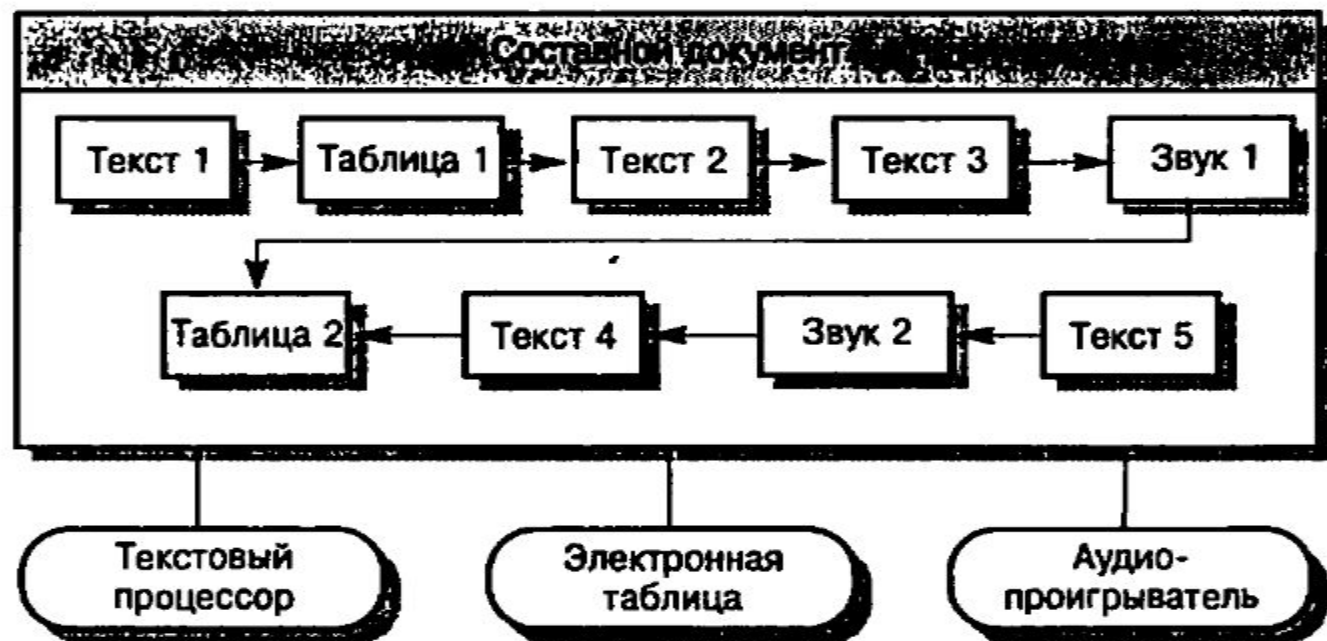 Составной документ
Текст 1
Таблица 1
Текст 2
Текст 3
Звук 1
Таблица 2
Текст 4
Звук 2
Текст 5
Текстовый
процессор
Электронная
таблица
Аудио-
проигрыватель